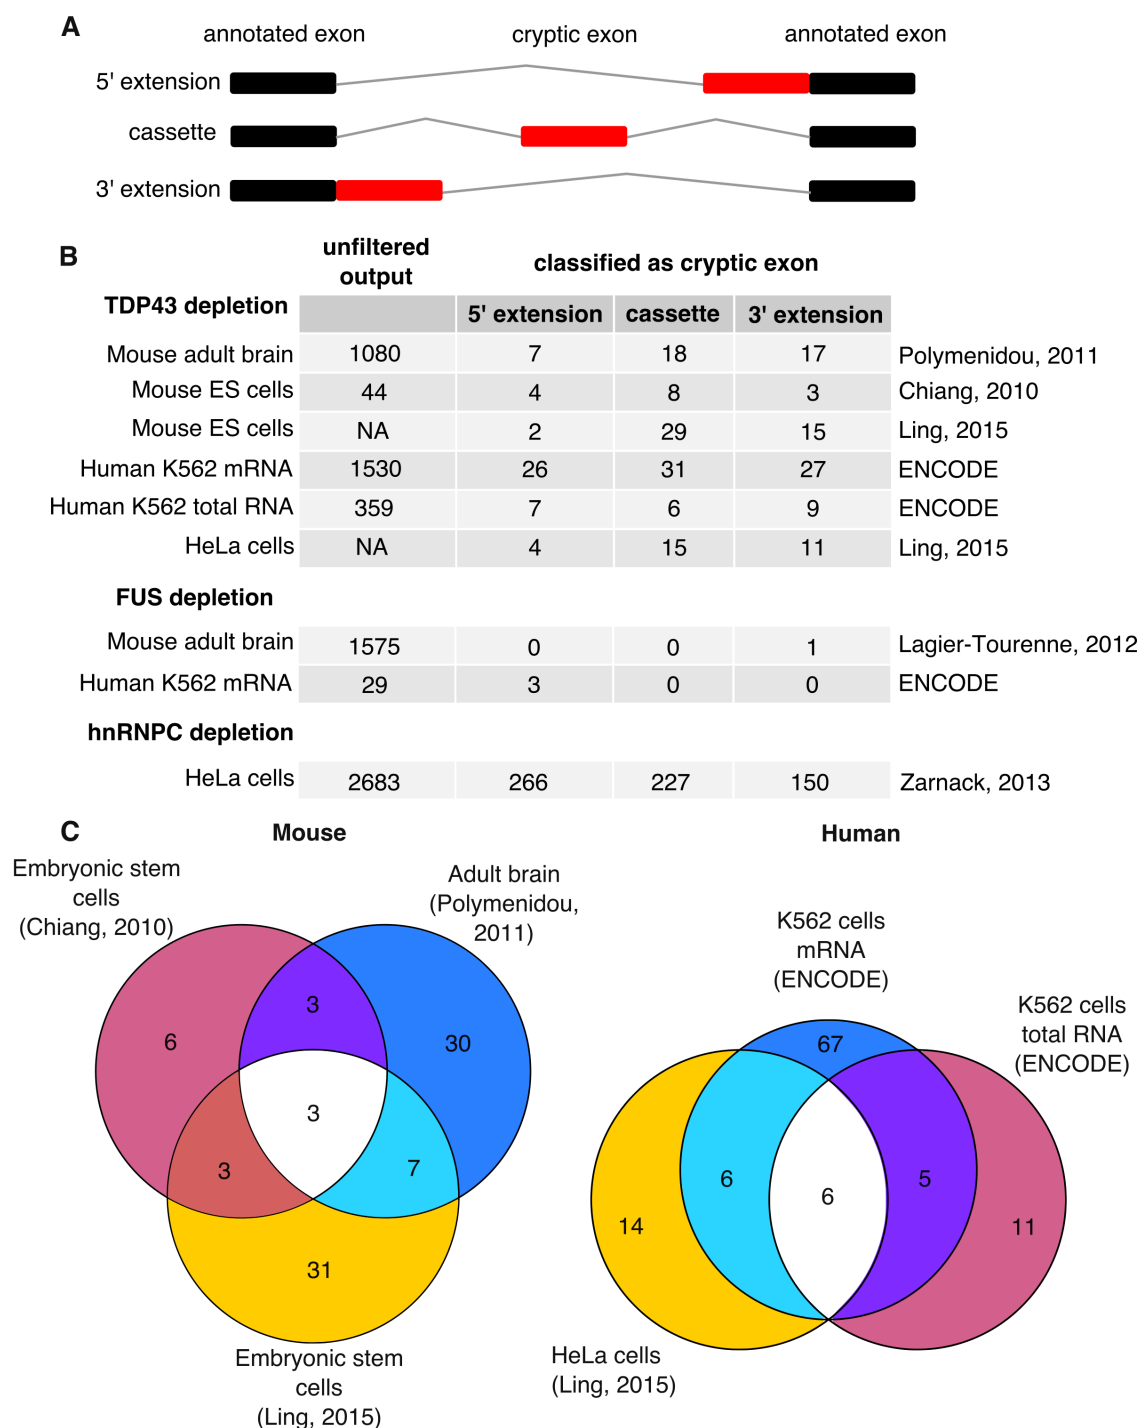 A
annotated exon cryptic exon annotated exon
5' extension
cassette
3' extension
B
unfiltered output classified as cryptic exon
TDP43 depletion
5' extension cassette 3' extension
Mouse adult brain 1080 7 18 17 Polymenidou, 2011
Mouse ES cells 44 4 8 3 Chiang, 2010
Mouse ES cells NA 2 29 15 Ling, 2015
Human K562 mRNA 1530 26 31 27 ENCODE
Human K562 total RNA 359 7 6 9 ENCODE
HeLa cells NA 4 15 11 Ling, 2015
FUS depletion
Mouse adult brain 1575 0 0 1 Lagier-Tourenne, 2012
Human K562 mRNA 29 3 0 0 ENCODE
hnRNPC depletion
HeLa cells 2683 266 227 150 Zarnack, 2013
C
Mouse
Embryonic stem
cells
(Chiang, 2010)
Adult brain
(Polymenidou,
2011)
3
6
30
3
3
7
31
Embryonic stem
cells
(Ling, 2015)
Human
K562 cells
mRNA
(ENCODE)
K562 cells
total RNA
(ENCODE)
67
6
6
5
14
11
HeLa cells
(Ling, 2015)